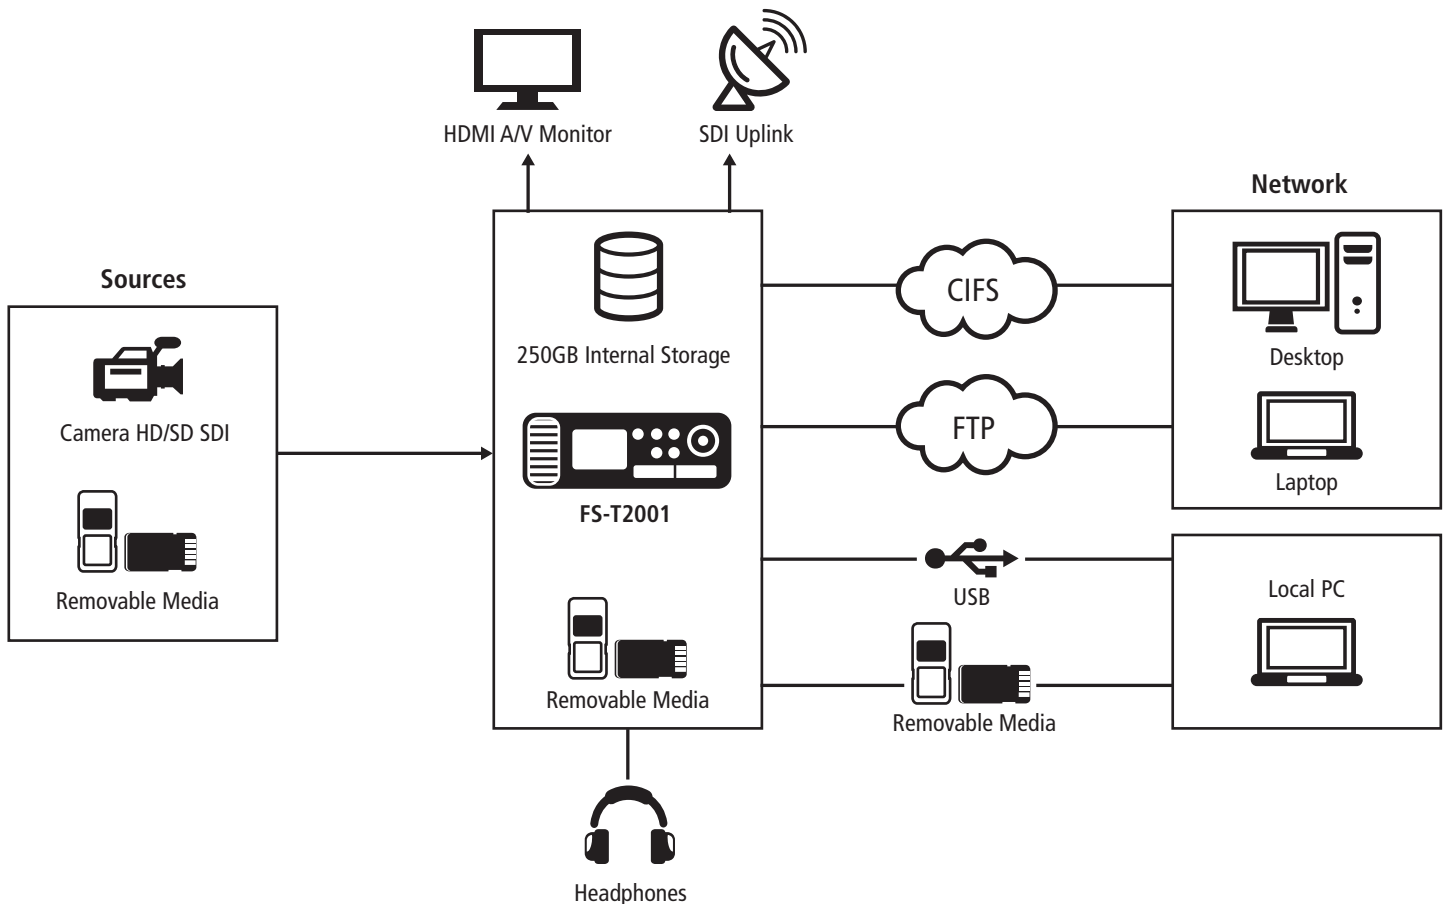 HDMI A/V Monitor
SDI Uplink
Network
Sources
CIFS
250GB Internal Storage
Desktop
Camera HD/SD SDI
FTP
FS-T2001
Laptop
Removable Media
USB
Local PC
Removable Media
Removable Media
Headphones